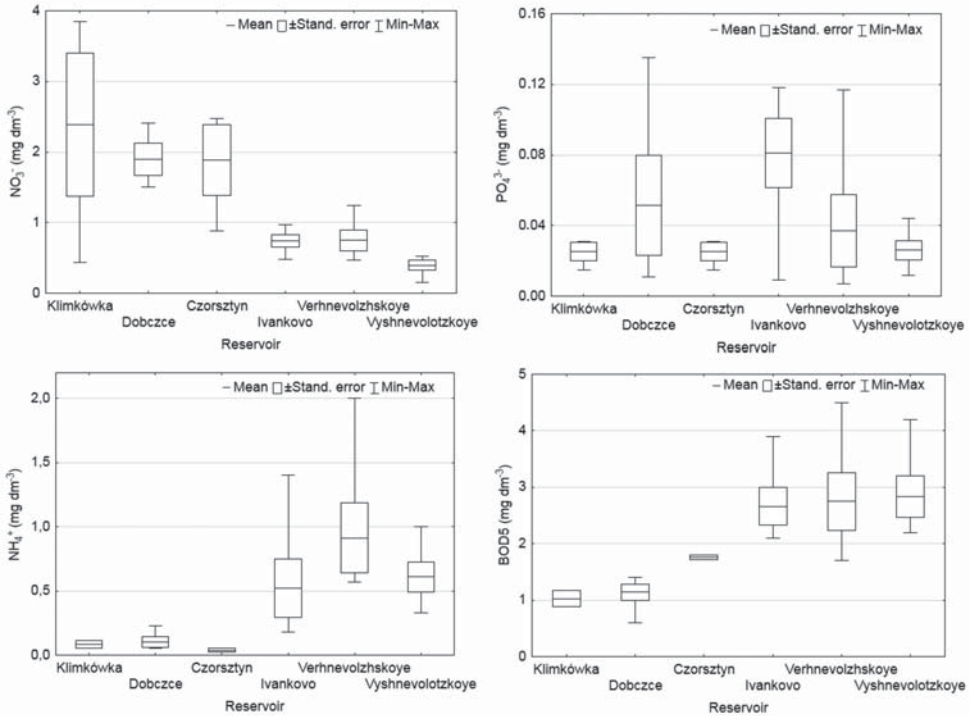 — Mean □ ±Stand. error ⌶ Min-Max
NO₃⁻ (mg dm⁻³)
4
3
2
1
0
Klimkówka Czorsztyn Verhnevolzhskoye
Dobczce Ivankovo Vyshnevolotzkoye
Reservoir
— Mean □ ±Stand. error ⌶ Min-Max
PO₄³⁻ (mg dm⁻³)
0.16
0.12
0.08
0.04
0.00
Klimkówka Czorsztyn Verhnevolzhskoye
Dobczce Ivankovo Vyshnevolotzkoye
Reservoir
— Mean □ ±Stand. error ⌶ Min-Max
NH₄⁺ (mg dm⁻³)
2,0
1,5
1,0
0,5
0,0
Klimkówka Czorsztyn Verhnevolzhskoye
Dobczce Ivankovo Vyshnevolotzkoye
Reservoir
— Mean □ ±Stand. error ⌶ Min-Max
BOD5 (mg dm⁻³)
5
4
3
2
1
0
Klimkówka Czorsztyn Verhnevolzhskoye
Dobczce Ivankovo Vyshnevolotzkoye
Reservoir